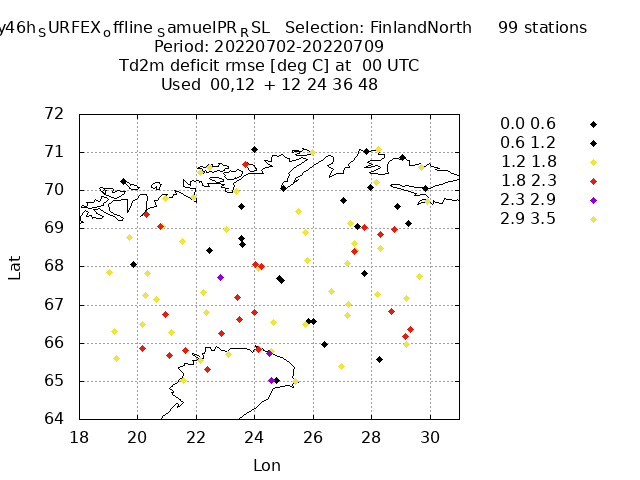 y46hSURFEXoffline SamuelPRRSL Selection: FinlandNorth 99 stations
Period: 20220702-20220709
Td2m deficit rmse [deg C] at 00 UTC
Used 00,12 + 12 24 36 48
72
71
70
69
68
67
66
65
64
18 20 22 24 26 28 30
Lat
Lon
0.0 0.6
0.6 1.2
1.2 1.8
1.8 2.3
2.3 2.9
2.9 3.5